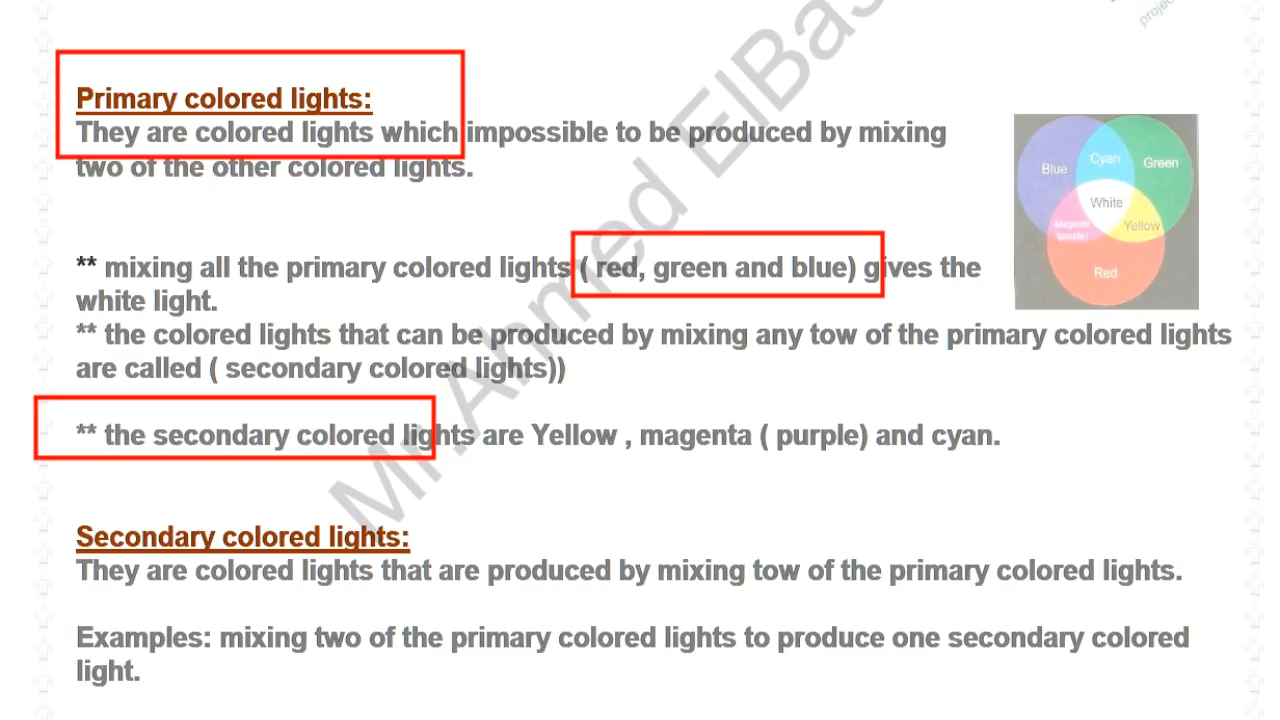 projec
Primary colored lights:
They are colored lights which impossible to be produced by mixing
two of the other colored lights.
Blue
Cyan
Green
White
Magenta
(purple)
Yellow
Red
** mixing all the primary colored lights ( red, green and blue) gives the
white light.
** the colored lights that can be produced by mixing any tow of the primary colored lights
are called ( secondary colored lights))
** the secondary colored lights are Yellow , magenta ( purple) and cyan.
Secondary colored lights:
They are colored lights that are produced by mixing tow of the primary colored lights.
Examples: mixing two of the primary colored lights to produce one secondary colored
light.
Mr.Ahmed ElBas